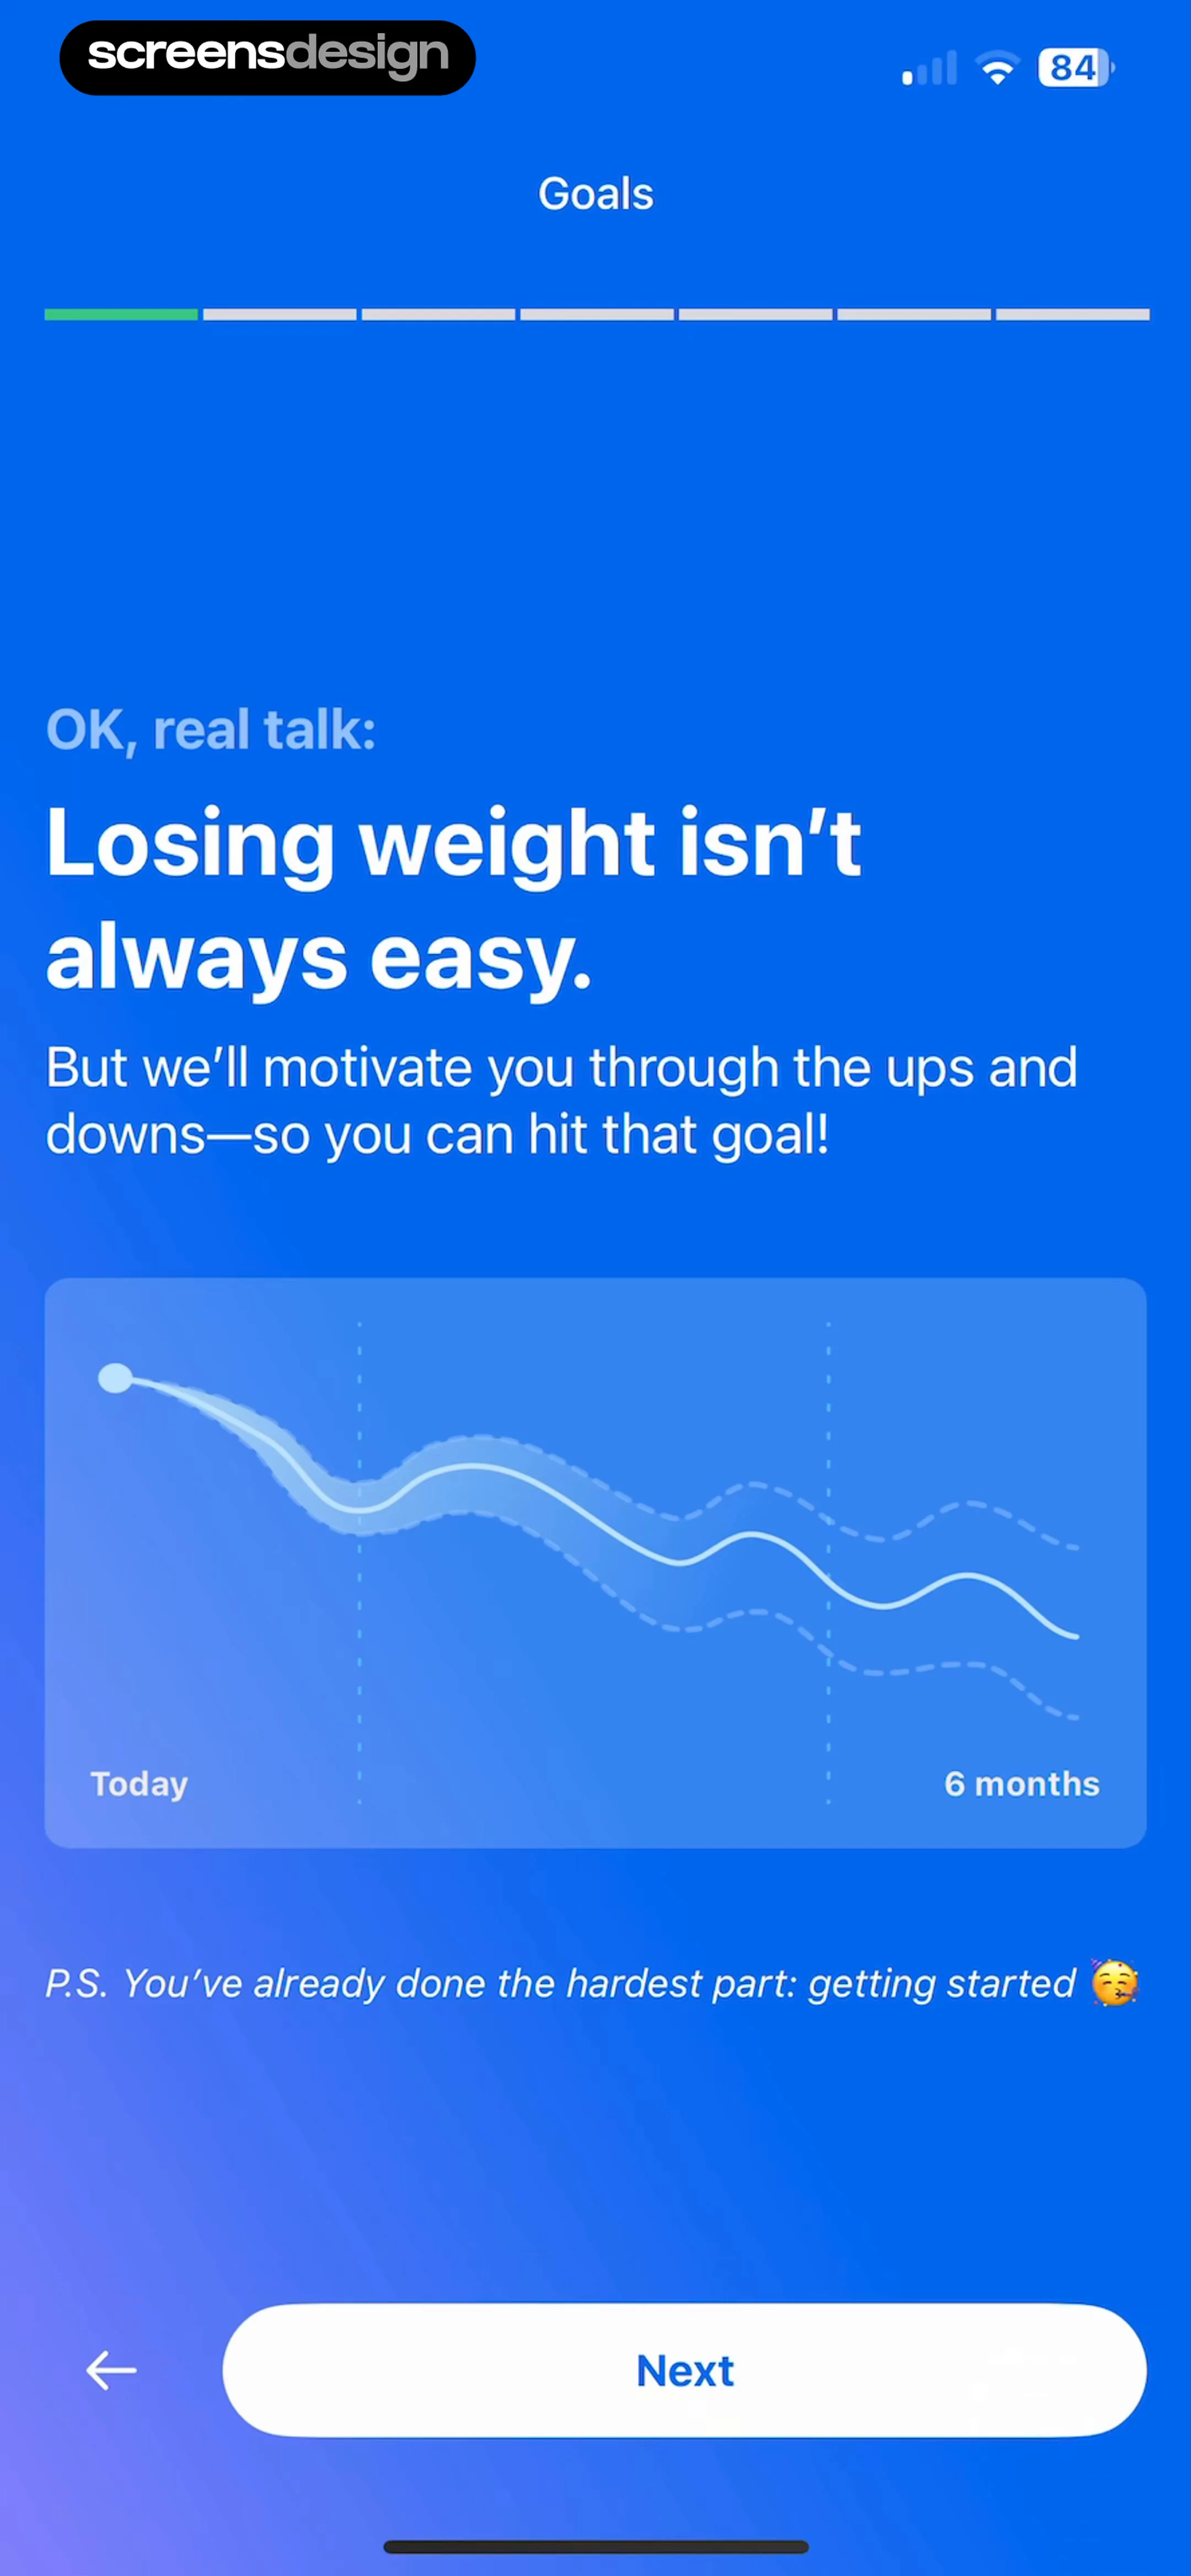 screensdesign
84
Goals
OK, real talk:
Losing weight isn’t
always easy.
But we’ll motivate you through the ups and
downs—so you can hit that goal!
Today
6 months
P.S. You’ve already done the hardest part: getting started 🥳
Next